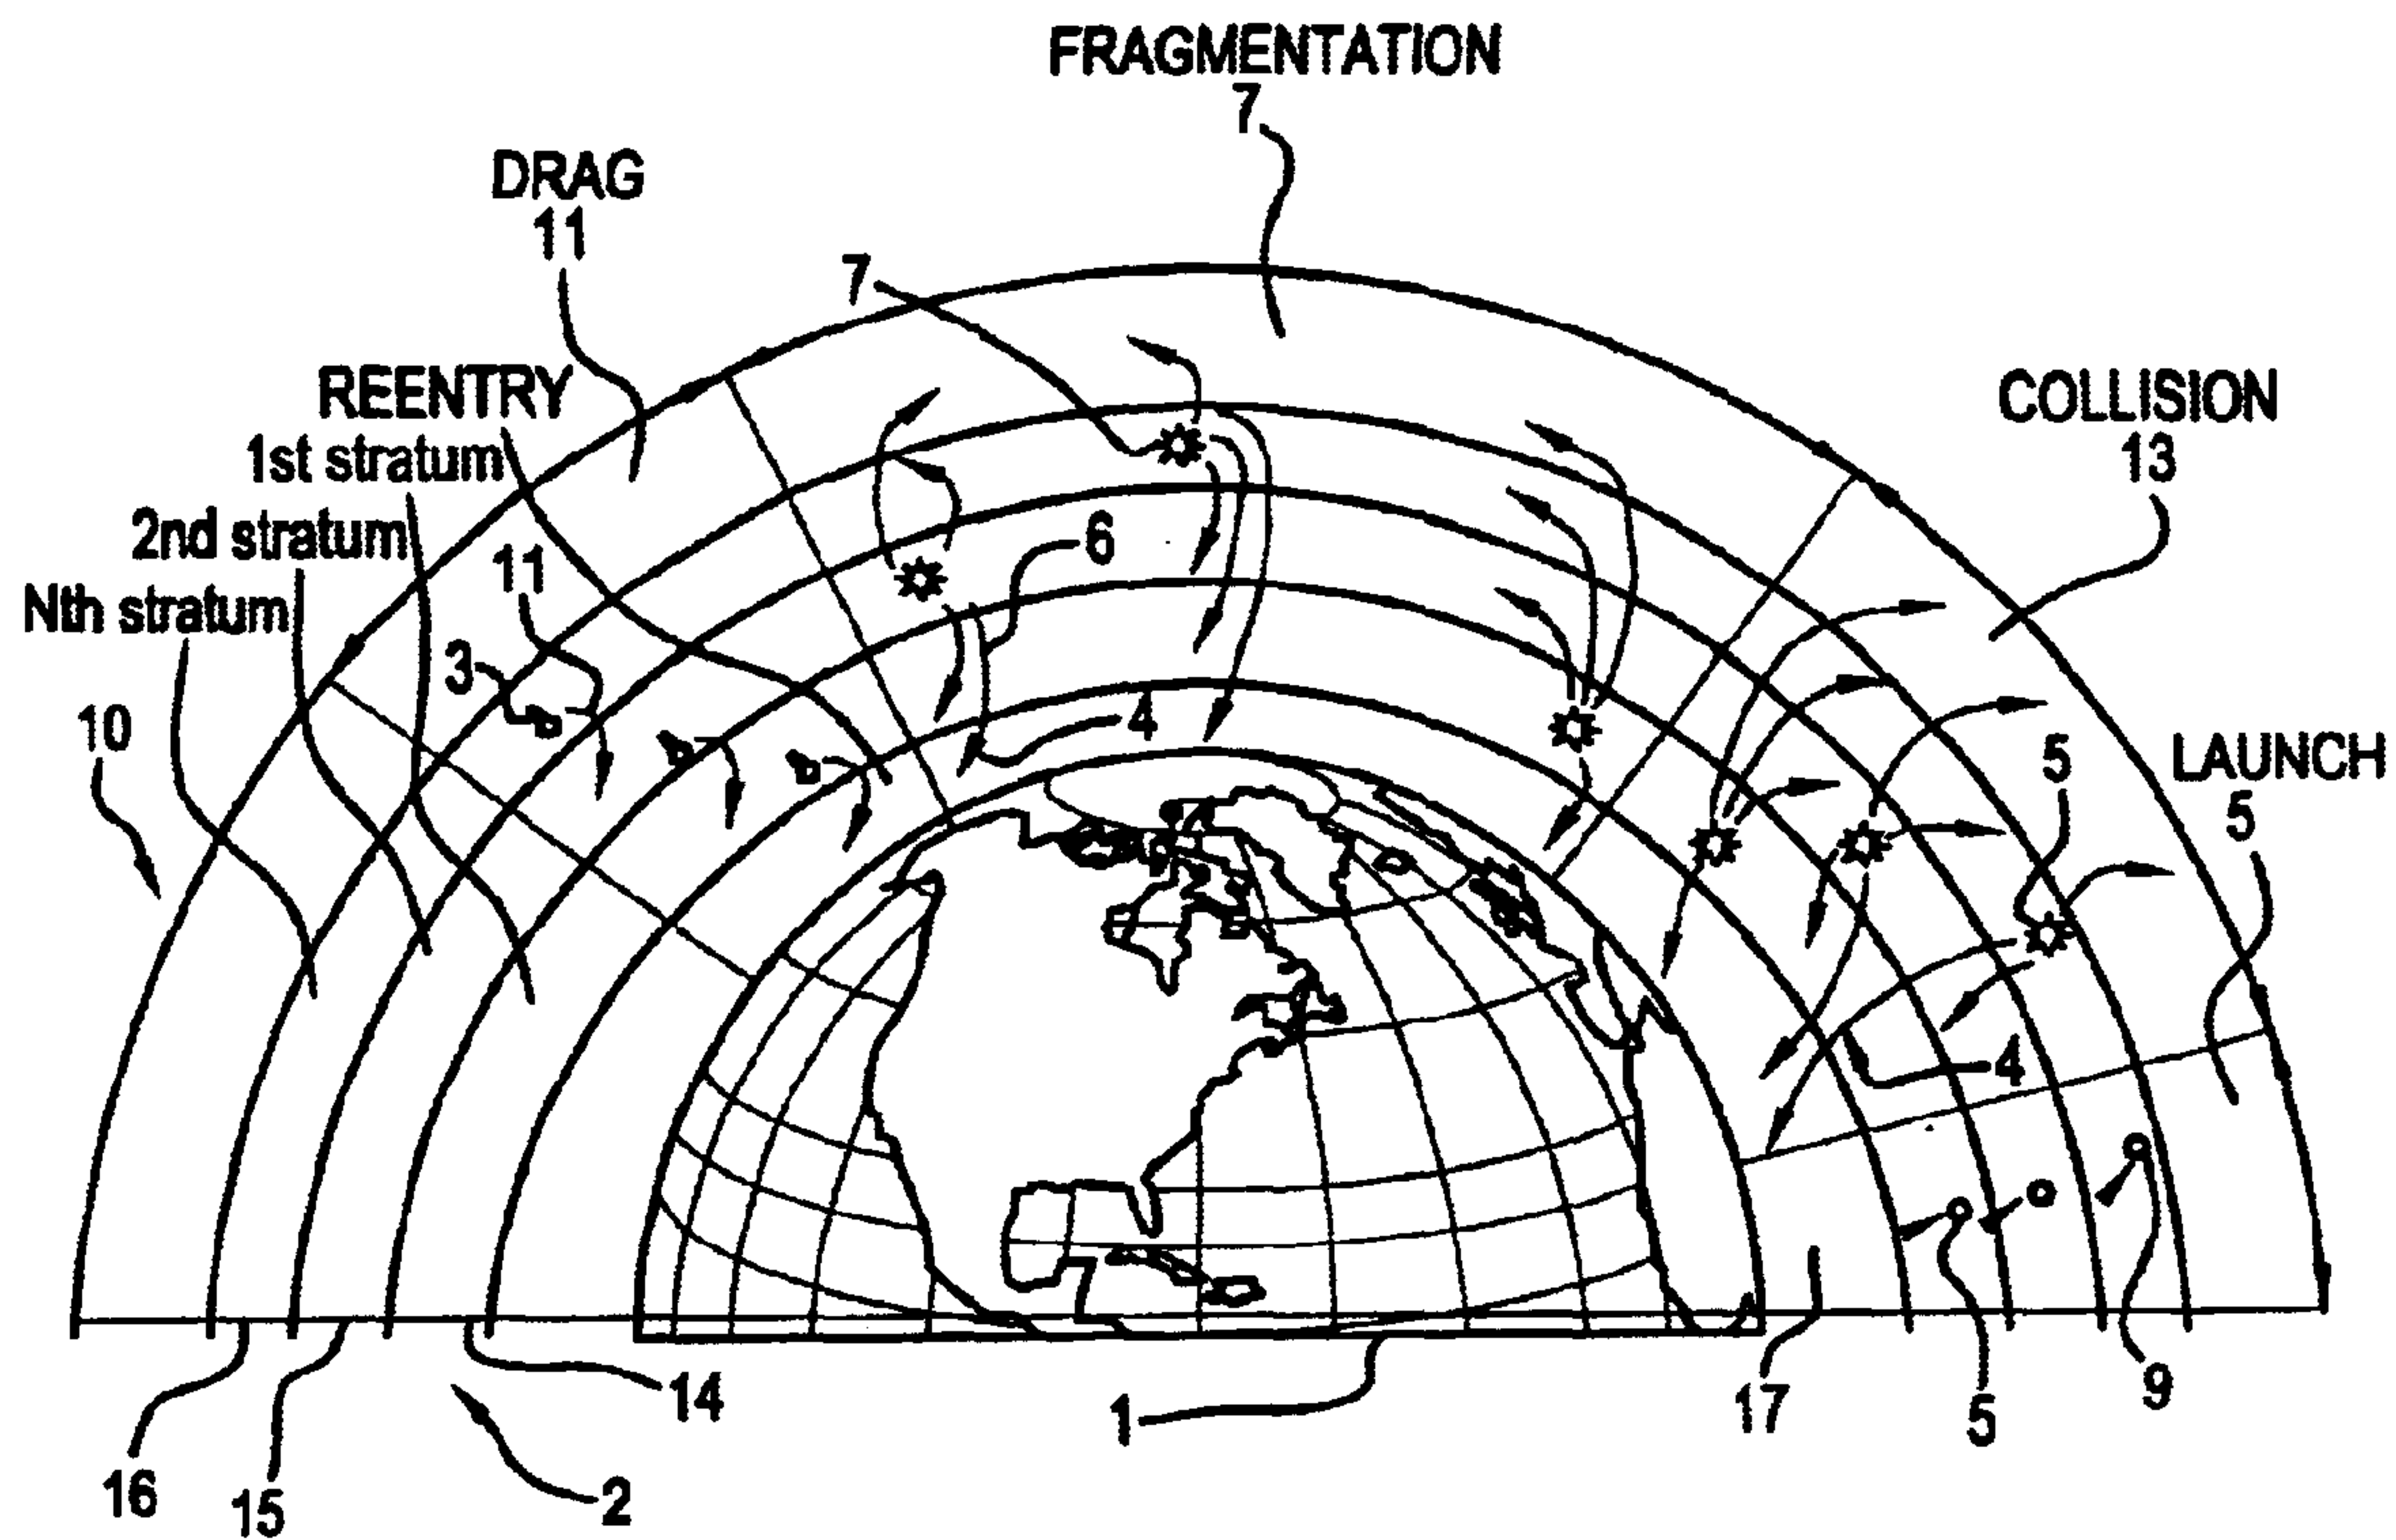 FRAGMENTATION
7
DRAG
11
7
REENTRY
1st stratum
2nd stratum
Nth stratum
11
3
10
6
4
COLLISION
13
5
LAUNCH
5
4
14
1
17
5
9
16
15
2